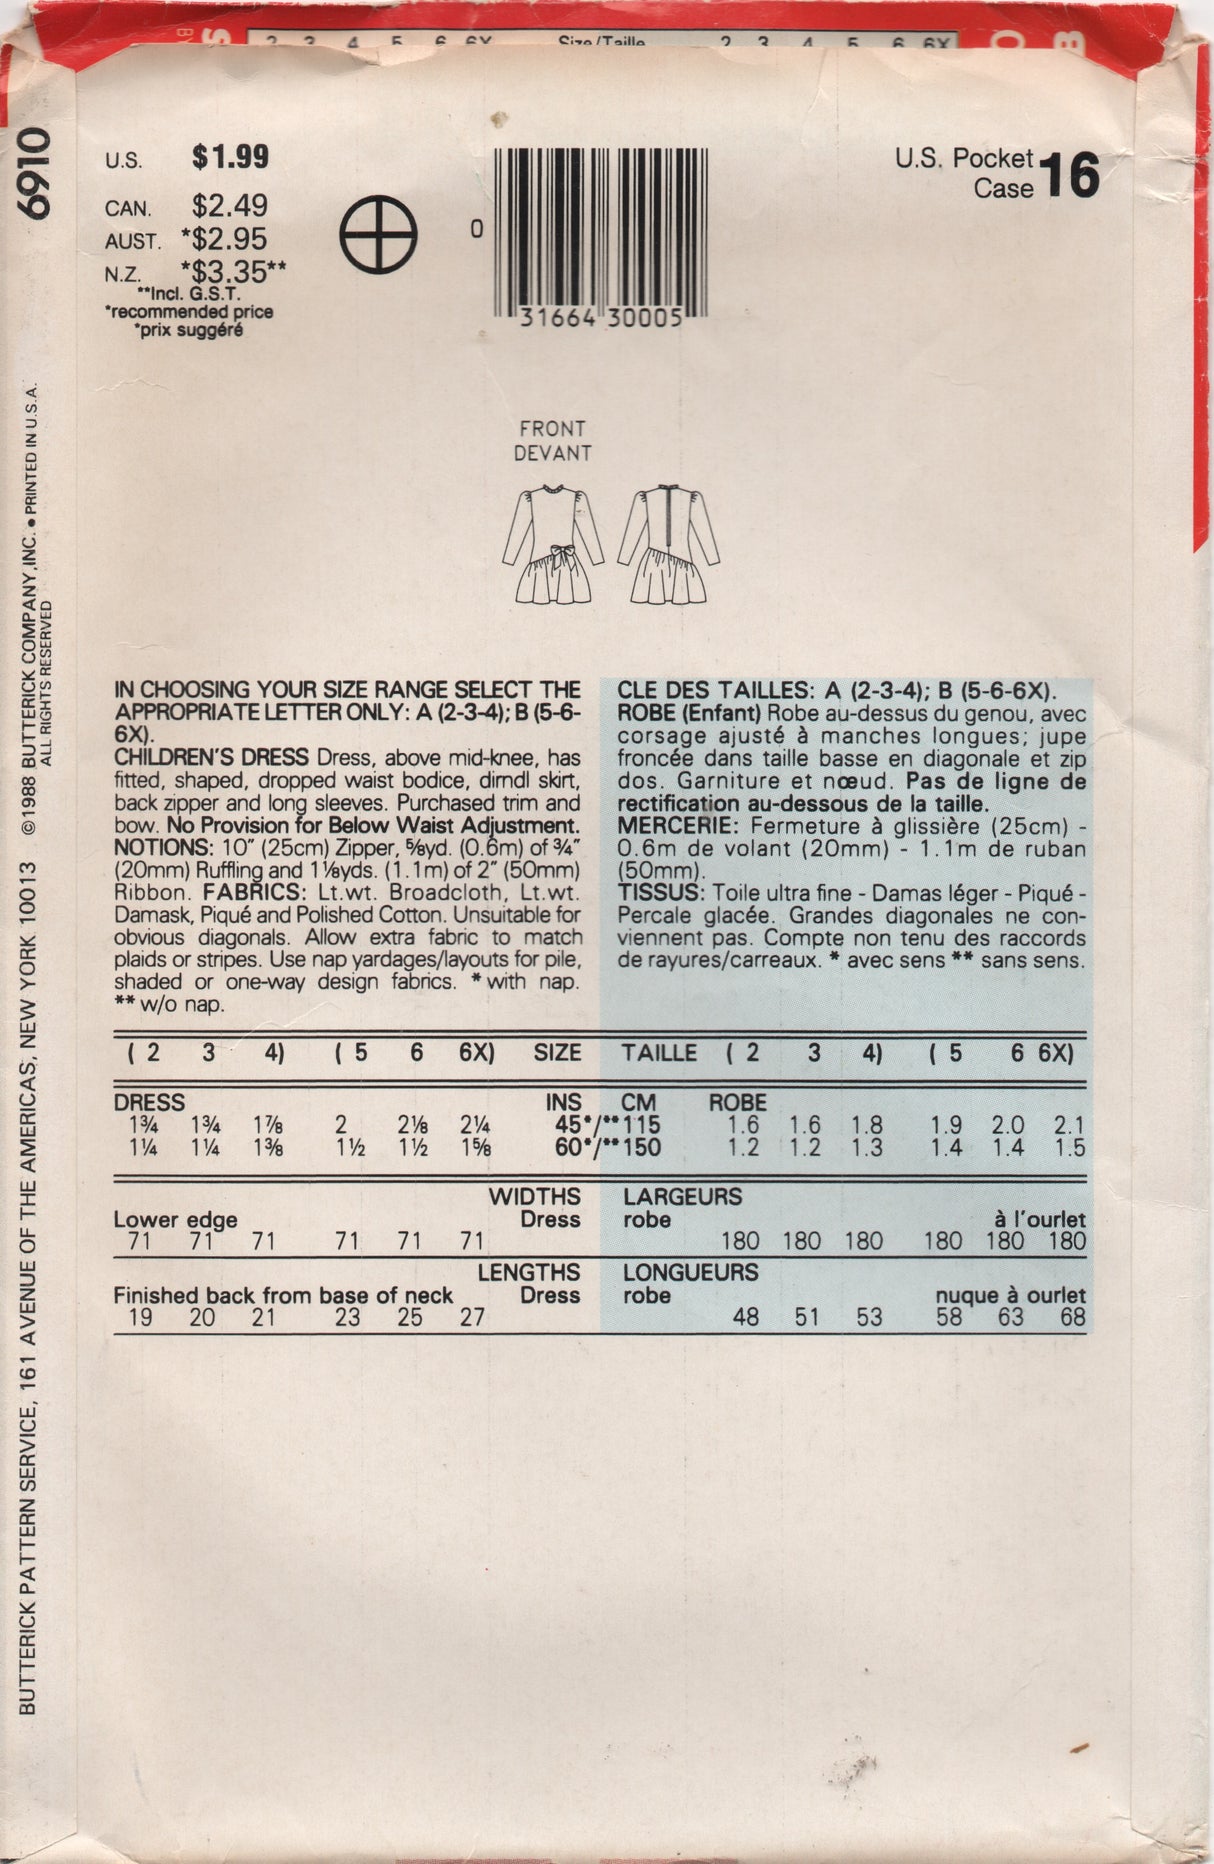 2 3 4 5 6 6X Size/Taille 2 3 4 5 6 6X
6910
U.S. $1.99
CAN. $2.49
AUST. *$2.95
N.Z. *$3.35**
**Incl. G.S.T.
*recommended price
*prix suggéré
0
31664 30005
U.S. Pocket
Case 16
FRONT
DEVANT
IN CHOOSING YOUR SIZE RANGE SELECT THE
APPROPRIATE LETTER ONLY: A (2-3-4); B (5-6-
6X).
CHILDREN'S DRESS Dress, above mid-knee, has
fitted, shaped, dropped waist bodice, dirndl skirt,
back zipper and long sleeves. Purchased trim and
bow. No Provision for Below Waist Adjustment.
NOTIONS: 10" (25cm) Zipper, ⅝yd. (0.6m) of ¾"
(20mm) Ruffling and 1⅛yds. (1.1m) of 2" (50mm)
Ribbon. FABRICS: Lt.wt. Broadcloth, Lt.wt.
Damask, Piqué and Polished Cotton. Unsuitable for
obvious diagonals. Allow extra fabric to match
plaids or stripes. Use nap yardages/layouts for pile,
shaded or one-way design fabrics. * with nap.
** w/o nap.
CLE DES TAILLES: A (2-3-4); B (5-6-6X).
ROBE (Enfant) Robe au-dessus du genou, avec
corsage ajusté à manches longues; jupe
froncée dans taille basse en diagonale et zip
dos. Garniture et nœud. Pas de ligne de
rectification au-dessous de la taille.
MERCERIE: Fermeture à glissière (25cm) -
0.6m de volant (20mm) - 1.1m de ruban
(50mm).
TISSUS: Toile ultra fine - Damas léger - Piqué -
Percale glacée. Grandes diagonales ne con-
viennent pas. Compte non tenu des raccords
de rayures/carreaux. * avec sens ** sans sens.
( 2 3 4) ( 5 6 6X) SIZE TAILLE ( 2 3 4) ( 5 6 6X)
DRESS INS CM ROBE
1¾ 1¾ 1⅞ 2 2⅛ 2¼ 45*/**115 1.6 1.6 1.8 1.9 2.0 2.1
1¼ 1¼ 1⅜ 1½ 1½ 1⅝ 60*/**150 1.2 1.2 1.3 1.4 1.4 1.5
WIDTHS LARGEURS
Lower edge Dress robe à l'ourlet
71 71 71 71 71 71 180 180 180 180 180 180
LENGTHS LONGUEURS
Finished back from base of neck Dress robe nuque à ourlet
19 20 21 23 25 27 48 51 53 58 63 68
BUTTERICK PATTERN SERVICE, 161 AVENUE OF THE AMERICAS, NEW YORK 10013 ©1988 BUTTERICK COMPANY, INC. • PRINTED IN U.S.A.
ALL RIGHTS RESERVED